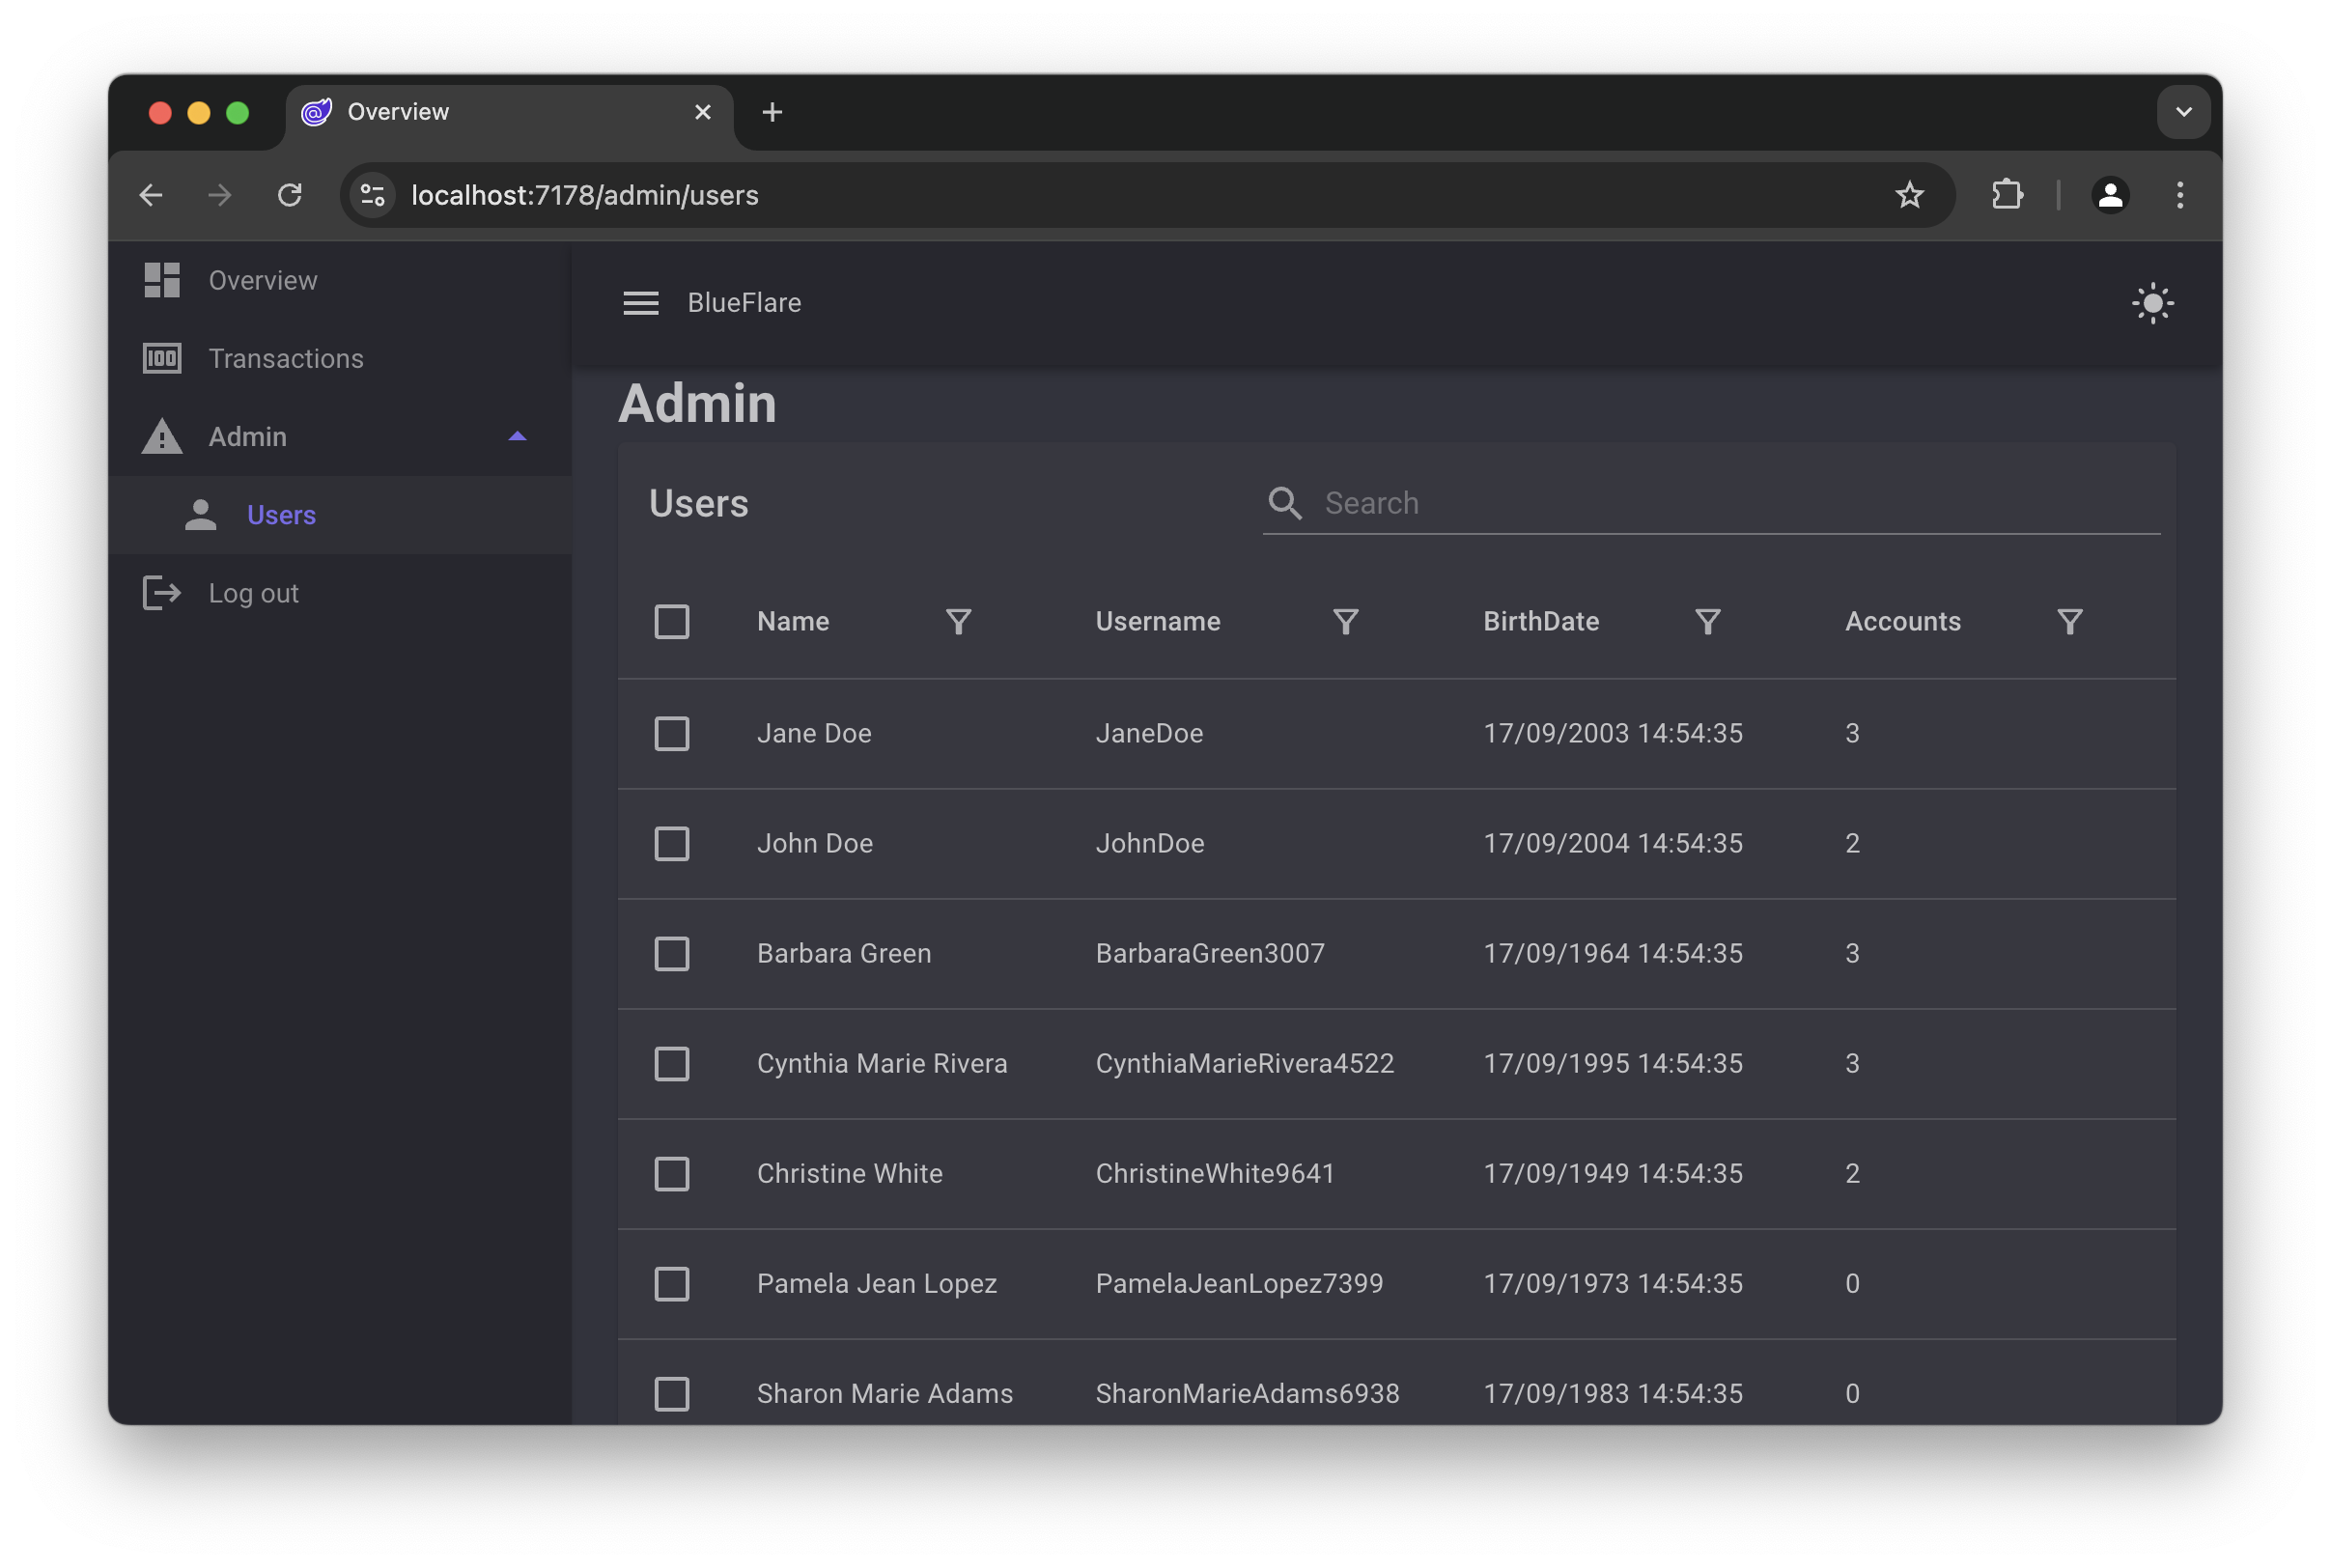 Overview
localhost:7178/admin/users
Overview
Transactions
Admin
Users
Log out
BlueFlare
Admin
Users
Search
Name Username BirthDate Accounts
Jane Doe JaneDoe 17/09/2003 14:54:35 3
John Doe JohnDoe 17/09/2004 14:54:35 2
Barbara Green BarbaraGreen3007 17/09/1964 14:54:35 3
Cynthia Marie Rivera CynthiaMarieRivera4522 17/09/1995 14:54:35 3
Christine White ChristineWhite9641 17/09/1949 14:54:35 2
Pamela Jean Lopez PamelaJeanLopez7399 17/09/1973 14:54:35 0
Sharon Marie Adams SharonMarieAdams6938 17/09/1983 14:54:35 0